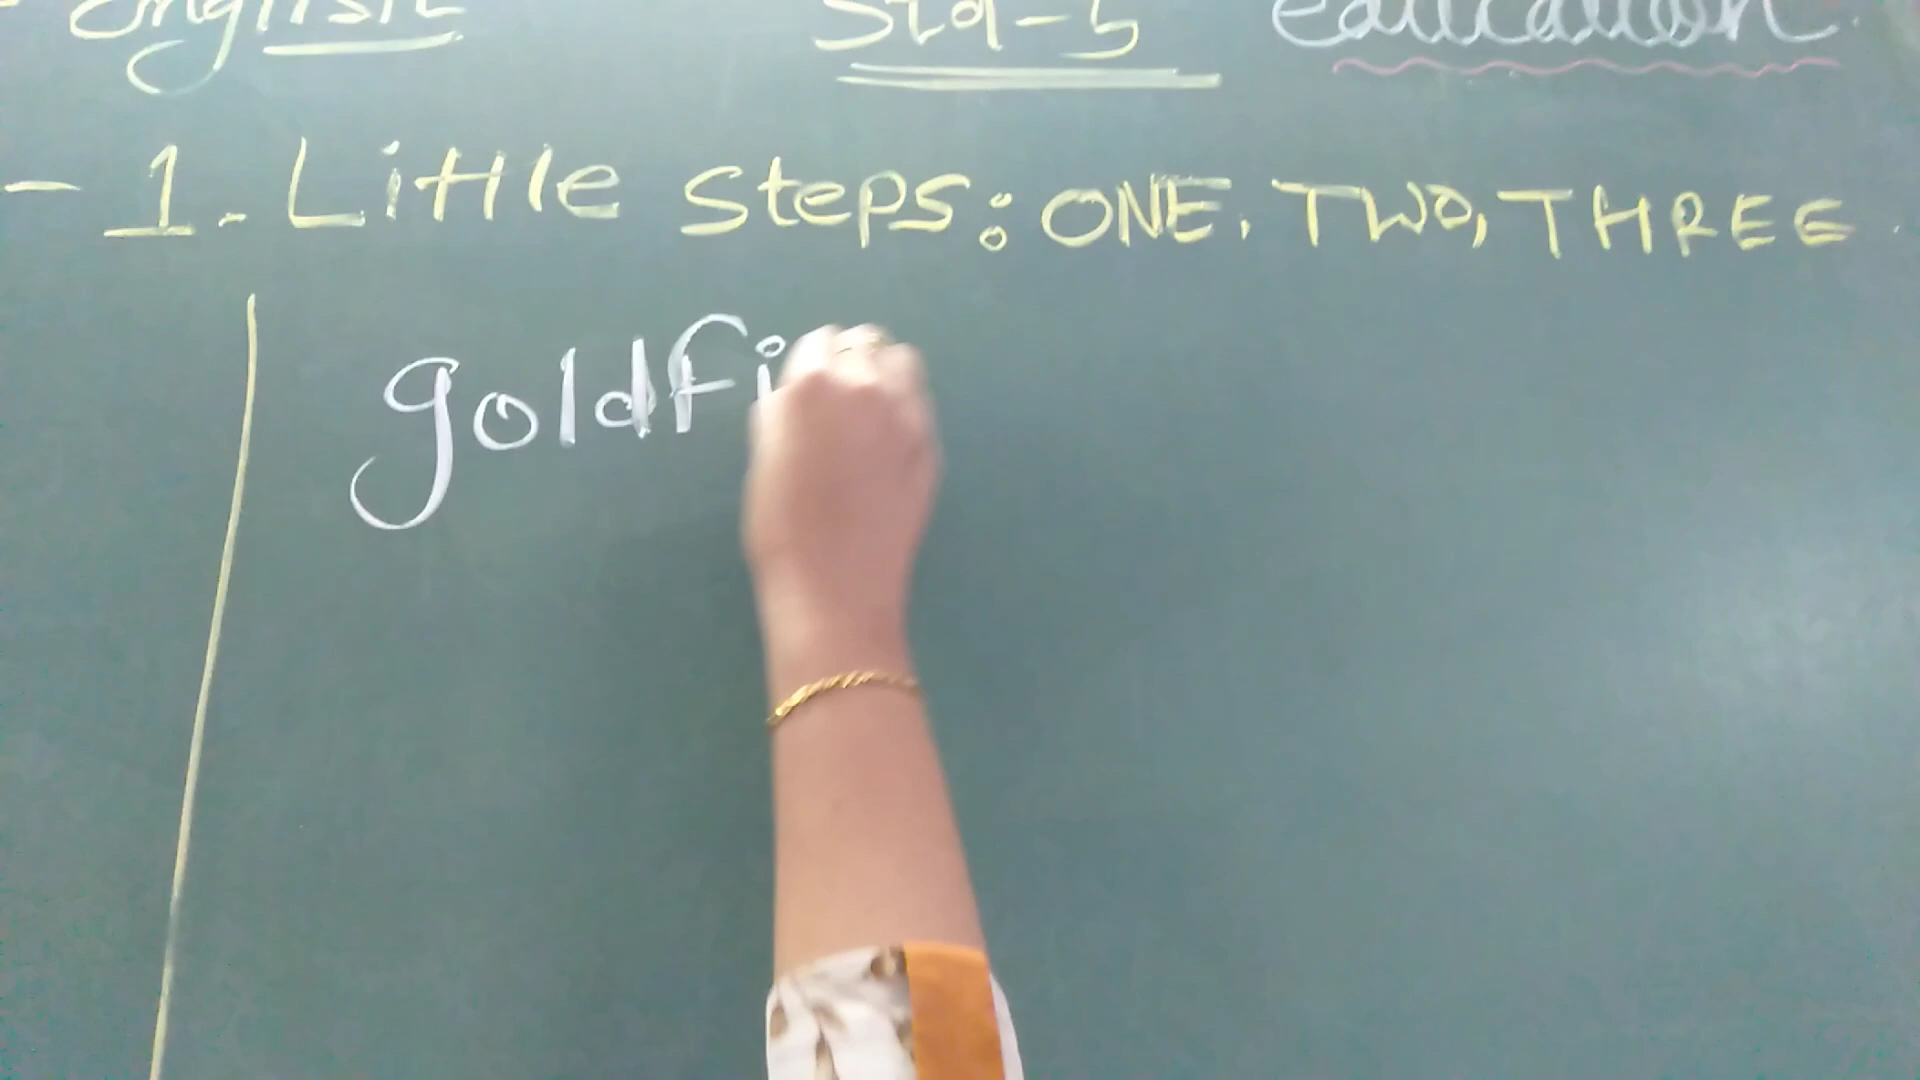 English Std-5 education
- 1. Little steps: ONE, TWO, THREE.
goldfi